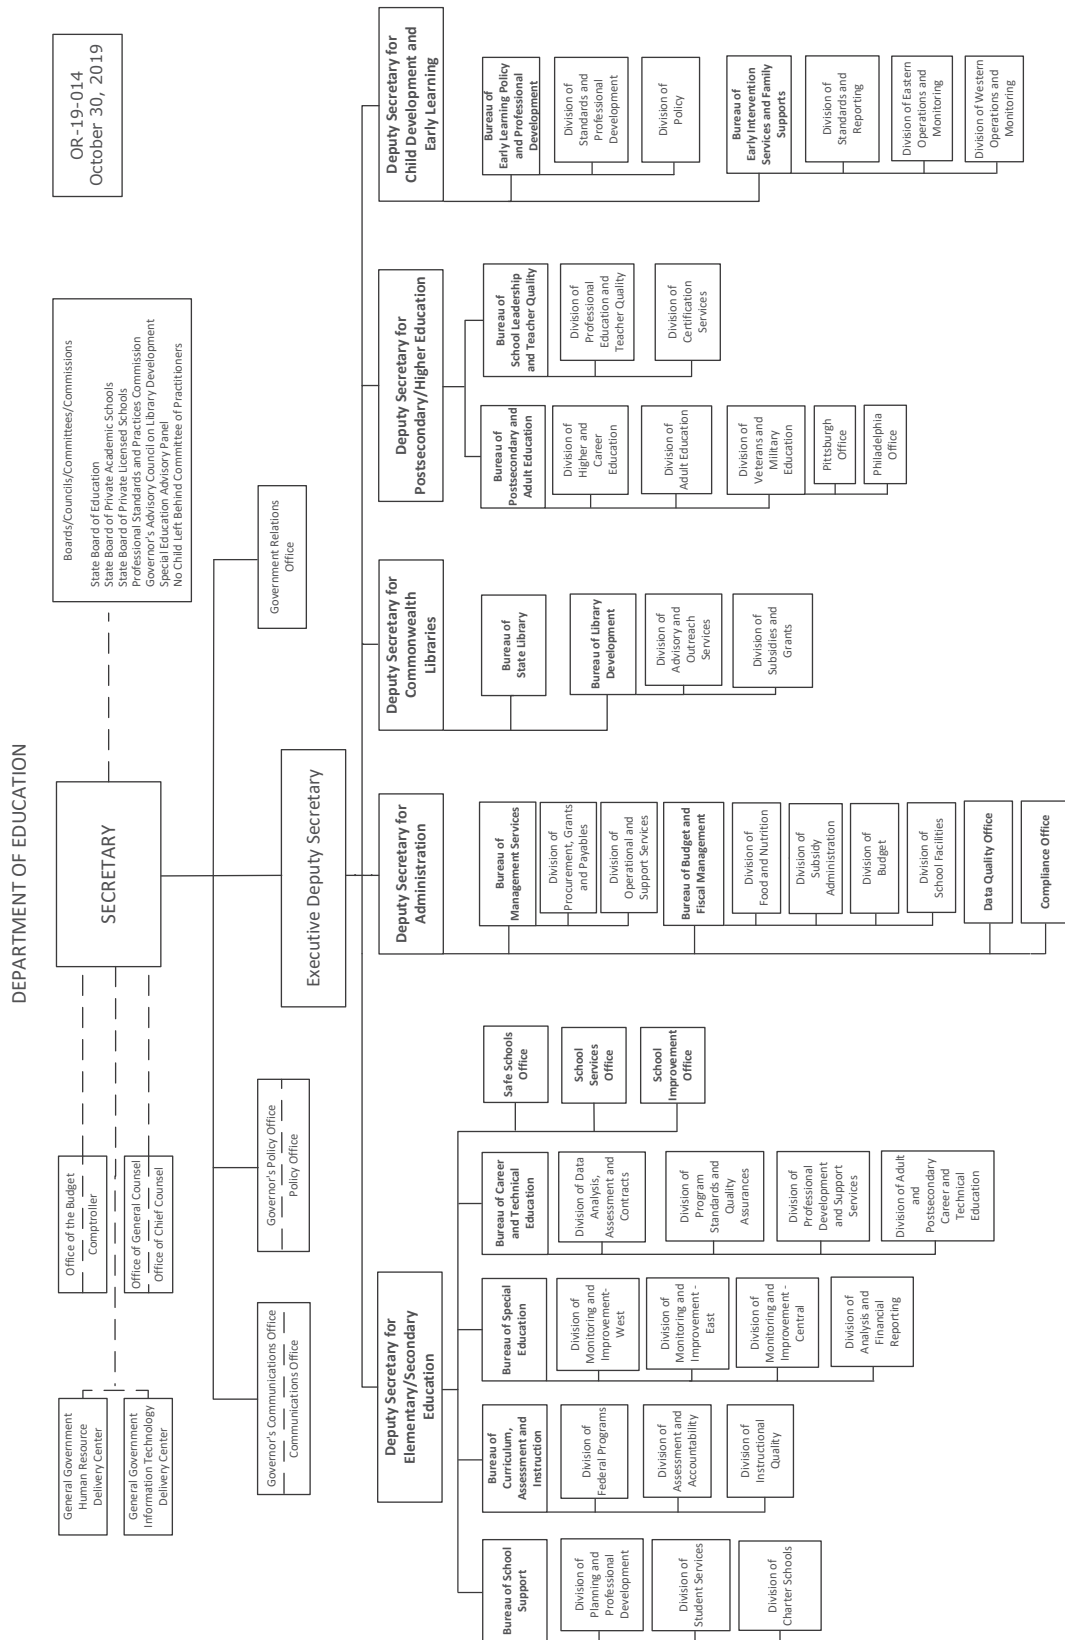 DEPARTMENT OF EDUCATION
OR-19-014
October 30, 2019
SECRETARY
Boards/Councils/Committees/Commissions
State Board of Education
State Board of Private Academic Schools
State Board of Private Licensed Schools
Professional Standards and Practices Commission
Governor's Advisory Council on Library Development
Special Education Advisory Panel
No Child Left Behind Committee of Practitioners
General Government
Human Resource
Delivery Center
General Government
Information Technology
Delivery Center
Office of the Budget
Comptroller
Office of General Counsel
Office of Chief Counsel
Governor's Communications Office
Communications Office
Governor's Policy Office
Policy Office
Government Relations
Office
Executive Deputy Secretary
Deputy Secretary for
Elementary/Secondary
Education
Bureau of School
Support
Division of
Planning and
Professional
Development
Division of
Student Services
Division of
Charter Schools
Bureau of
Curriculum,
Assessment and
Instruction
Division of
Federal Programs
Division of
Assessment and
Accountability
Division of
Instructional
Quality
Bureau of Special
Education
Division of
Monitoring and
Improvement-
West
Division of
Monitoring and
Improvement -
East
Division of
Monitoring and
Improvement -
Central
Division of
Analysis and
Financial
Reporting
Bureau of Career
and Technical
Education
Division of Data
Analysis,
Assessment and
Contracts
Division of
Program
Standards and
Quality
Assurances
Division of
Professional
Development
and Support
Services
Division of Adult
and
Postsecondary
Career and
Technical
Education
Safe Schools
Office
School
Services
Office
School
Improvement
Office
Deputy Secretary for
Administration
Bureau of
Management Services
Division of
Procurement, Grants
and Payables
Division of
Operational and
Support Services
Bureau of Budget and
Fiscal Management
Division of
Food and Nutrition
Division of
Subsidy
Administration
Division of
Budget
Division of
School Facilities
Data Quality Office
Compliance Office
Deputy Secretary for
Commonwealth
Libraries
Bureau of
State Library
Bureau of Library
Development
Division of
Advisory and
Outreach
Services
Division of
Subsidies and
Grants
Deputy Secretary for
Postsecondary/Higher Education
Bureau of
Postsecondary and
Adult Education
Division of
Higher and
Career
Education
Division of
Adult Education
Division of
Veterans and
Military
Education
Pittsburgh
Office
Philadelphia
Office
Bureau of
School Leadership
and Teacher Quality
Division of
Professional
Education and
Teacher Quality
Division of
Certification
Services
Deputy Secretary for
Child Development and
Early Learning
Bureau of
Early Learning Policy
and Professional
Development
Division of
Standards and
Professional
Development
Division of
Policy
Bureau of
Early Intervention
Services and Family
Supports
Division of
Standards and
Reporting
Division of Eastern
Operations and
Monitoring
Division of Western
Operations and
Monitoring